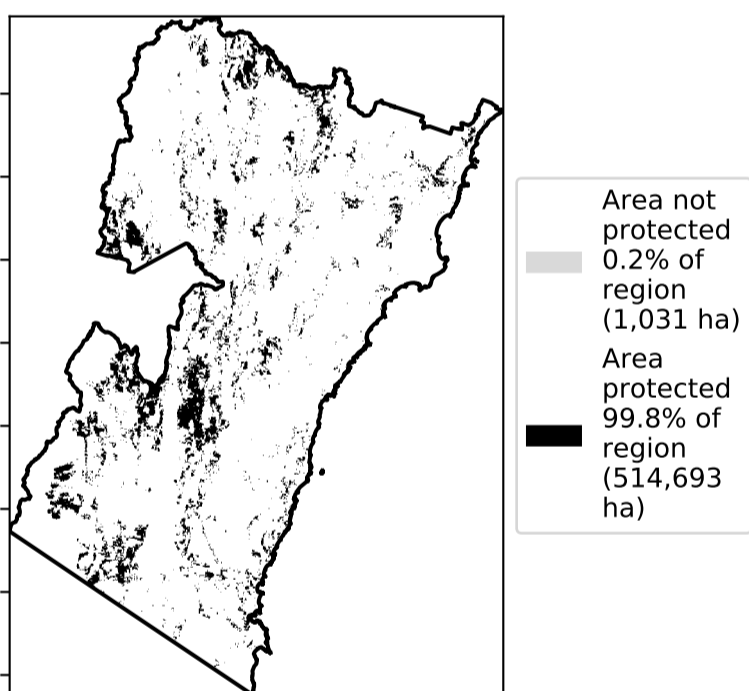 Area not
protected
0.2% of
region
(1,031 ha)
Area
protected
99.8% of
region
(514,693
ha)